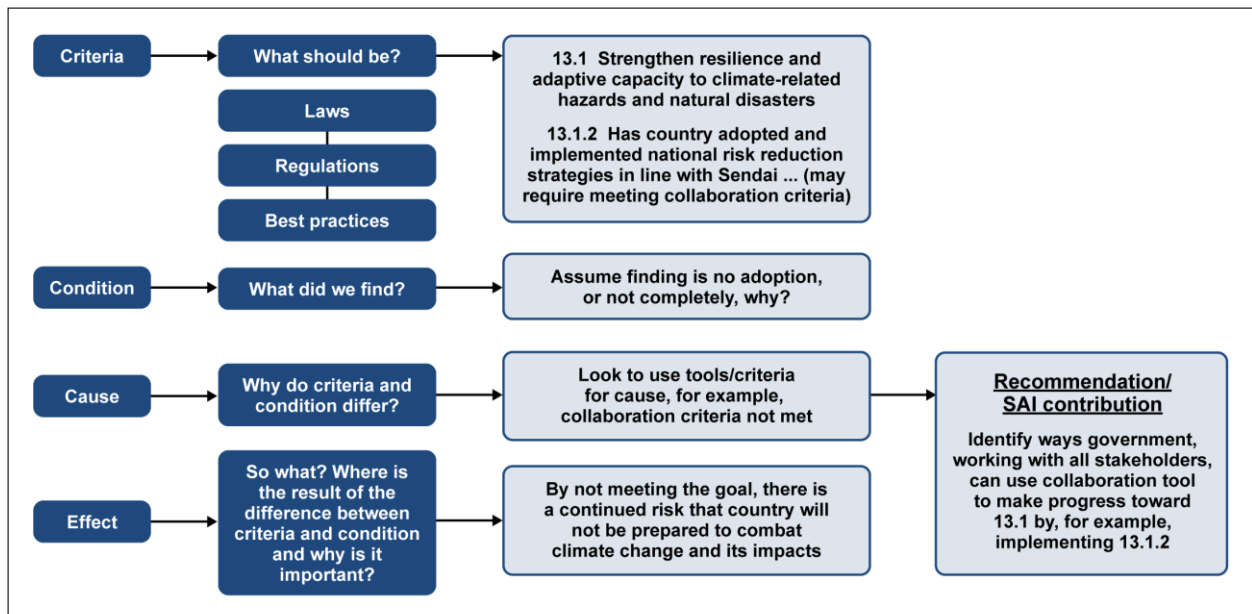 Criteria
What should be?
Laws
Regulations
Best practices
13.1 Strengthen resilience and
adaptive capacity to climate-related
hazards and natural disasters
13.1.2 Has country adopted and
implemented national risk reduction
strategies in line with Sendai ... (may
require meeting collaboration criteria)
Condition
What did we find?
Assume finding is no adoption,
or not completely, why?
Cause
Why do criteria and
condition differ?
Look to use tools/criteria
for cause, for example,
collaboration criteria not met
Recommendation/
SAI contribution
Identify ways government,
working with all stakeholders,
can use collaboration tool
to make progress toward
13.1 by, for example,
implementing 13.1.2
Effect
So what? Where is
the result of the
difference between
criteria and condition
and why is it
important?
By not meeting the goal, there is
a continued risk that country will
not be prepared to combat
climate change and its impacts